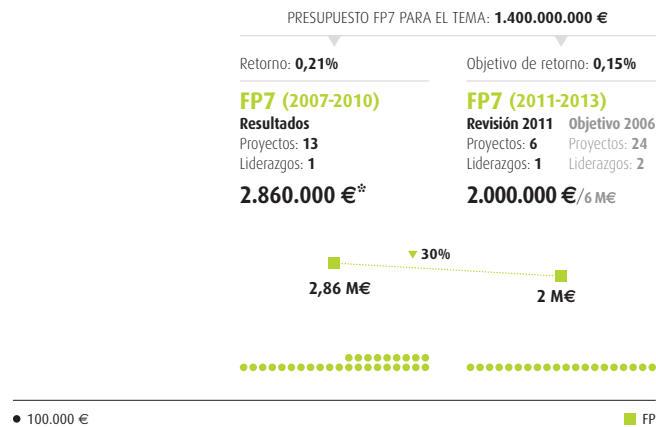 PRESUPUESTO FP7 PARA EL TEMA: 1.400.000.000 €
Retorno: 0,21%
Objetivo de retorno: 0,15%
FP7 (2007-2010)
Resultados
Proyectos: 13
Liderazgos: 1
2.860.000 €*
FP7 (2011-2013)
Revisión 2011 Objetivo 2006
Proyectos: 6 Proyectos: 24
Liderazgos: 1 Liderazgos: 2
2.000.000 €/6 M€
30%
2,86 M€
2 M€
100.000 €
FP